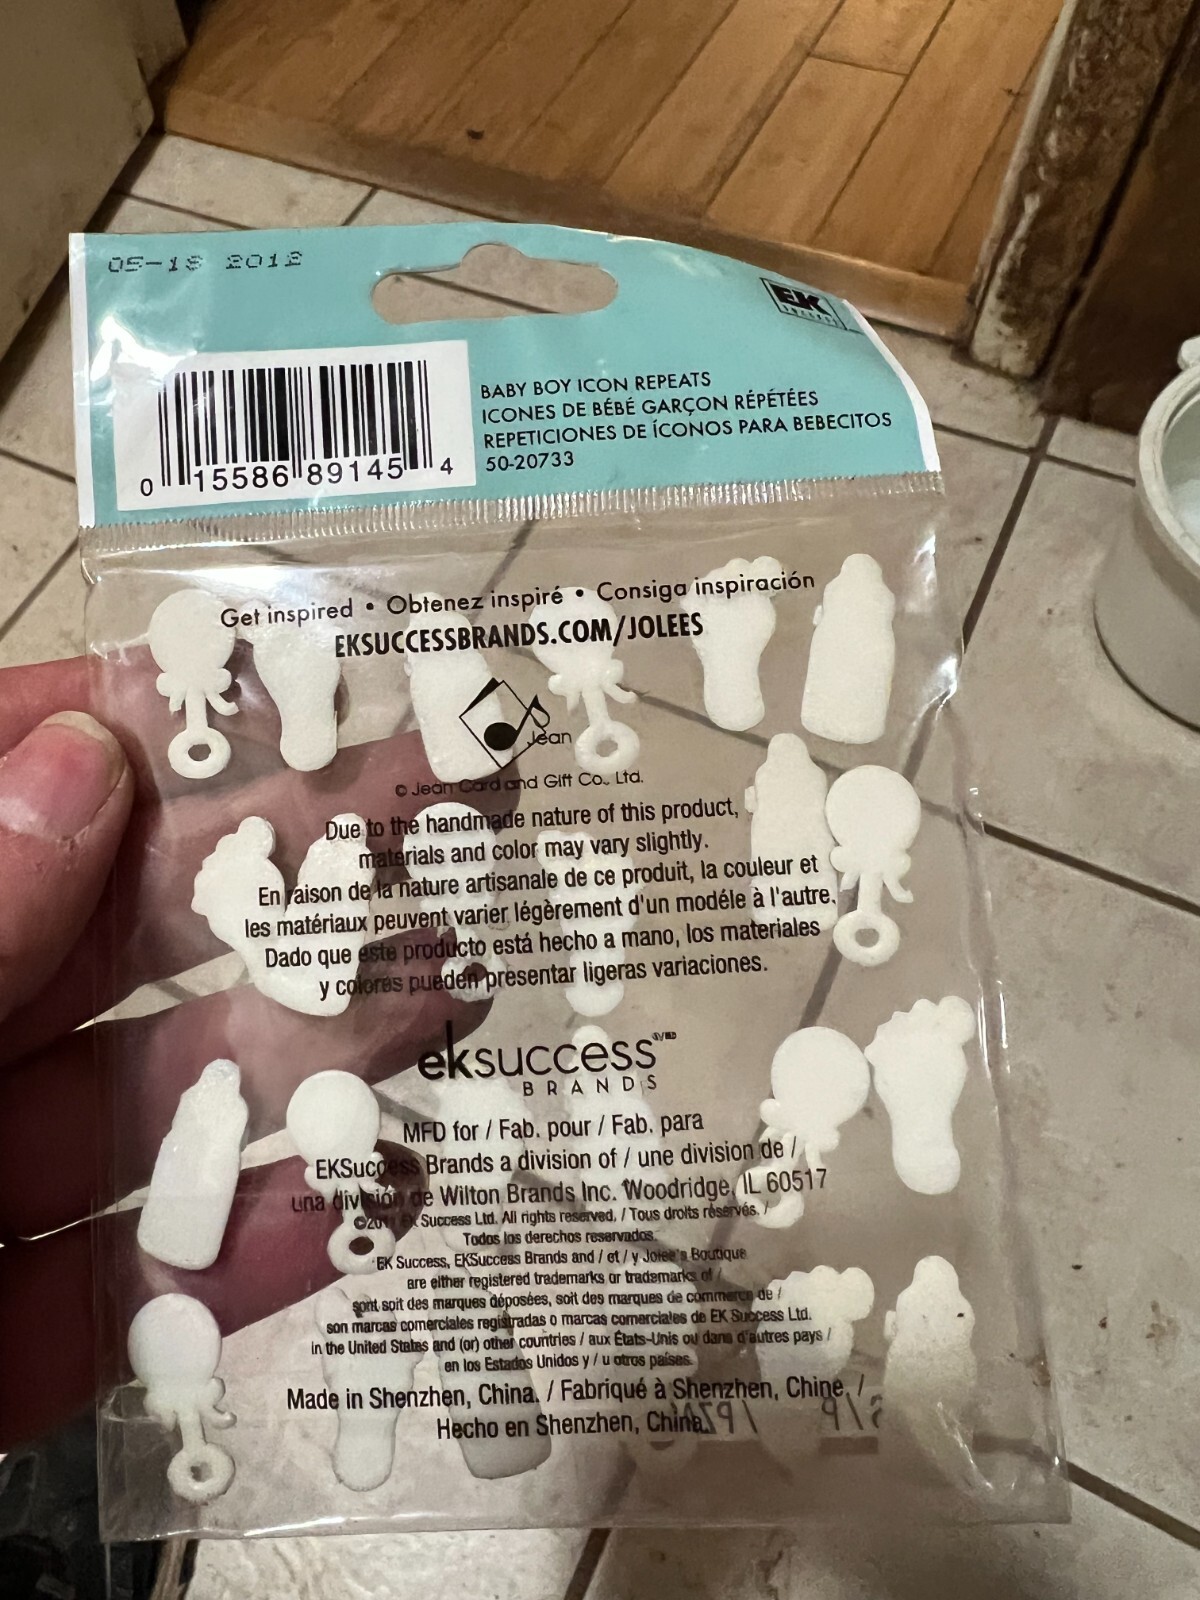 05-18 2012
EK
SUCCESS
0 15586 89145 4
BABY BOY ICON REPEATS
ICONES DE BÉBÉ GARÇON RÉPÉTÉES
REPETICIONES DE ÍCONOS PARA BEBECITOS
50-20733
Get inspired • Obtenez inspiré • Consiga inspiración
EKSUCCESSBRANDS.COM/JOLEES
Jean
© Jean Card and Gift Co., Ltd.
Due to the handmade nature of this product,
materials and color may vary slightly.
En raison de la nature artisanale de ce produit, la couleur et
les matériaux peuvent varier légèrement d'un modéle à l'autre.
Dado que este producto está hecho a mano, los materiales
y colores pueden presentar ligeras variaciones.
eksuccess
BRANDS
MFD for / Fab. pour / Fab. para
EKSuccess Brands a division of / une division de /
una división de Wilton Brands Inc. Woodridge, IL 60517
EK Success Ltd. All rights reserved. / Tous droits réservés. /
Todos los derechos reservados.
EK Success, EKSuccess Brands and / et / y Jolee's Boutique
are either registered trademarks or trademarks of /
sont soit des marques déposées, soit des marques de commerce de /
son marcas comerciales registradas o marcas comerciales de EK Success Ltd.
in the United States and (or) other countries / aux États-Unis ou dans d'autres pays /
en los Estados Unidos y / u otros países.
Made in Shenzhen, China. / Fabriqué à Shenzhen, Chine. /
Hecho en Shenzhen, China.